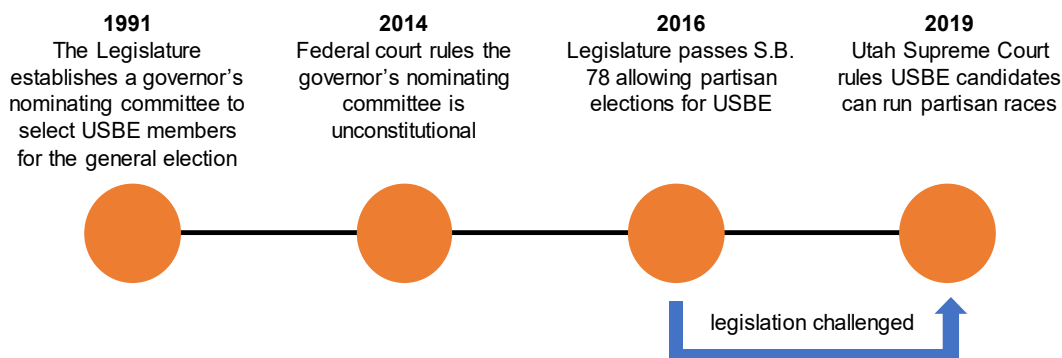 1991
The Legislature
establishes a governor's
nominating committee to
select USBE members
for the general election
2014
Federal court rules the
governor's nominating
committee is
unconstitutional
2016
Legislature passes S.B.
78 allowing partisan
elections for USBE
2019
Utah Supreme Court
rules USBE candidates
can run partisan races
legislation challenged